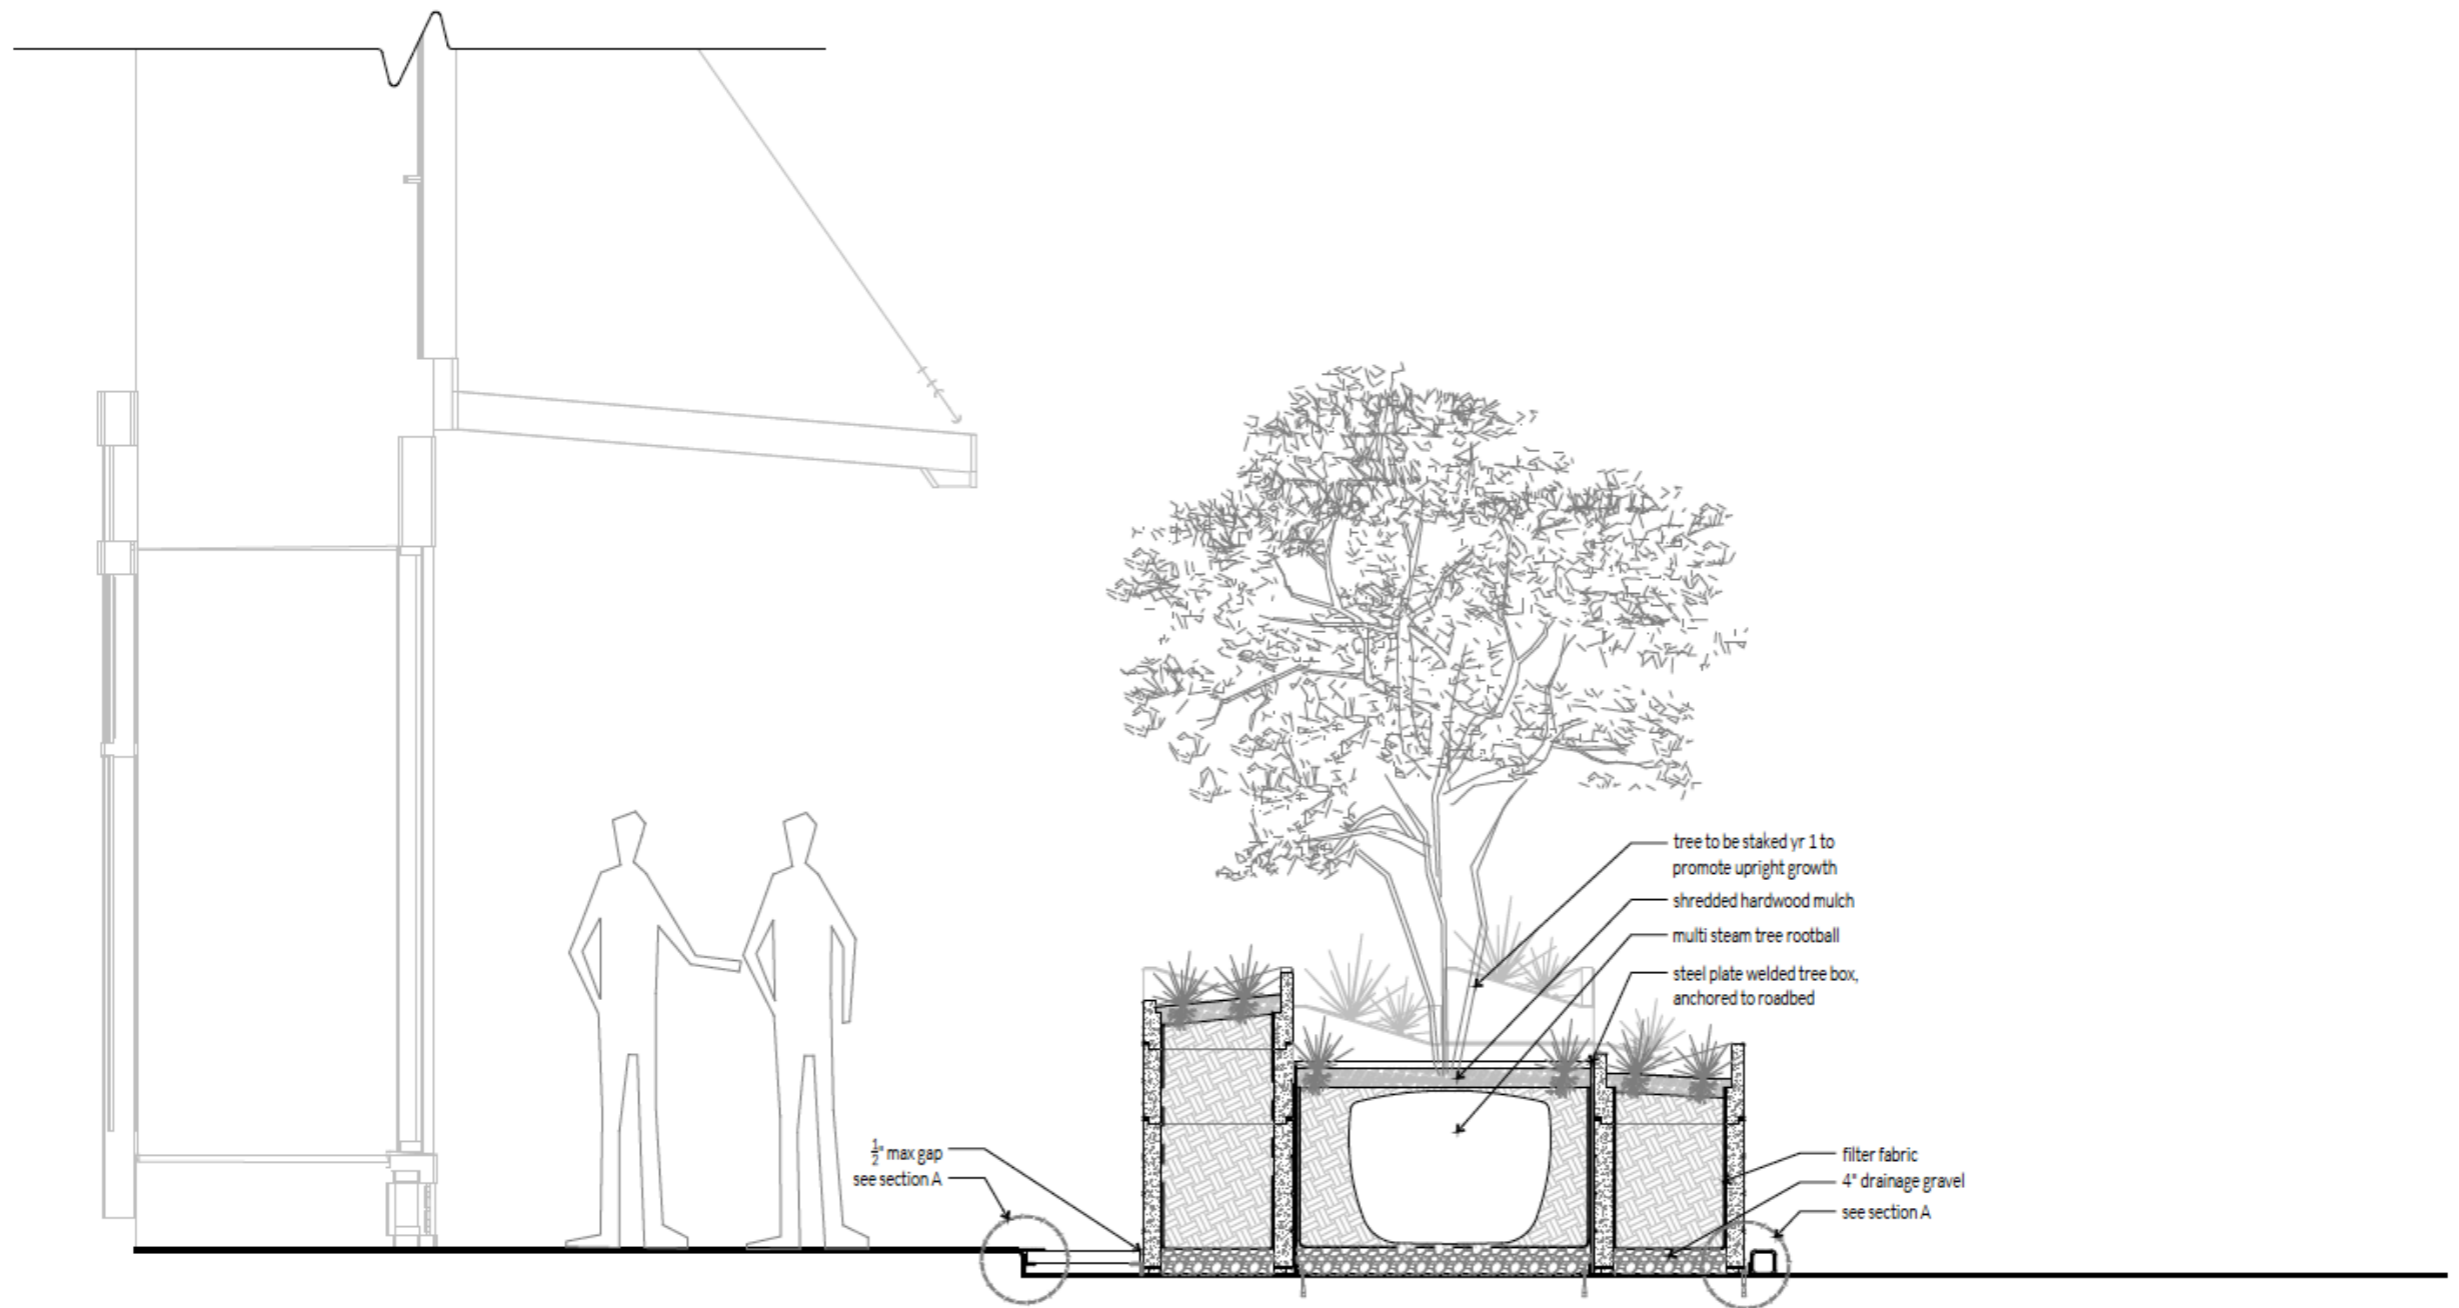 tree to be staked yr 1 to
promote upright growth
shredded hardwood mulch
multi steam tree rootball
steel plate welded tree box,
anchored to roadbed
½" max gap
see section A
filter fabric
4" drainage gravel
see section A